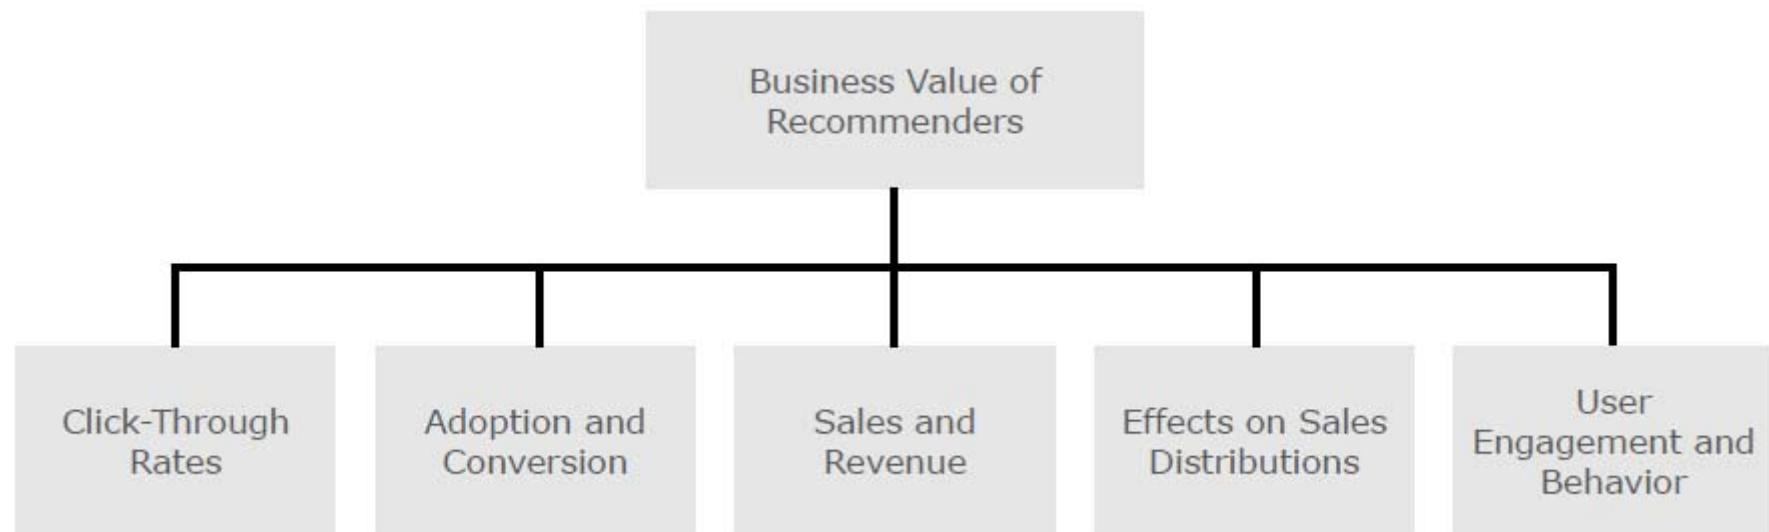 Business Value of
Recommenders
Click-Through
Rates
Adoption and
Conversion
Sales and
Revenue
Effects on Sales
Distributions
User
Engagement and
Behavior